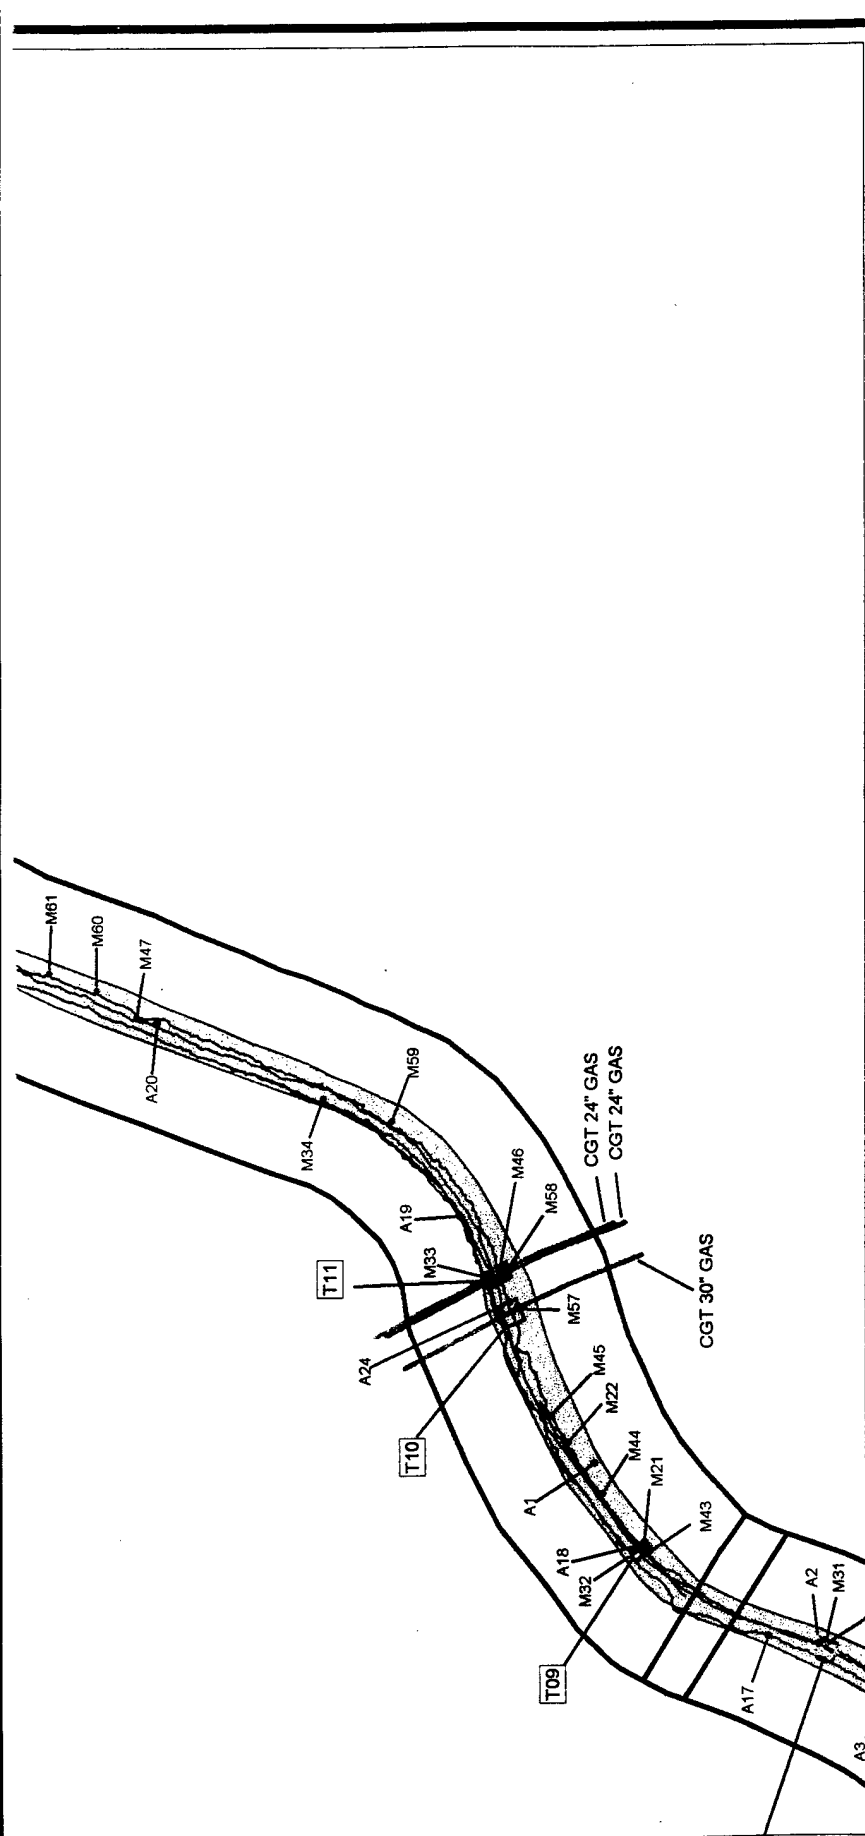 M61
M60
M47
A20
M59
M34
CGT 24" GAS
CGT 24" GAS
M46
A19
M58
M33
T11
CGT 30" GAS
M57
A24
M45
M22
T10
M44
A1
M21
M43
A18
M32
A2
M31
T09
A17
A3